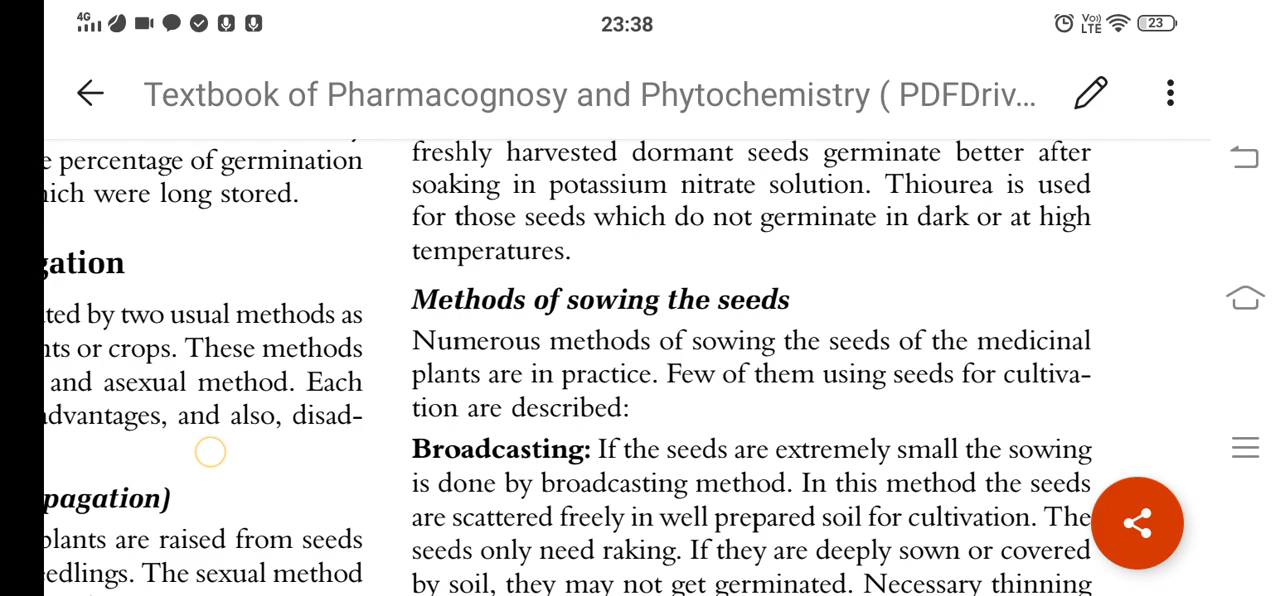 4G
23:38
Vo))
LTE
23
Textbook of Pharmacognosy and Phytochemistry ( PDFDriv...
e percentage of germination
hich were long stored.
gation
ted by two usual methods as
nts or crops. These methods
and asexual method. Each
advantages, and also, disad-
pagation)
plants are raised from seeds
edlings. The sexual method
freshly harvested dormant seeds germinate better after
soaking in potassium nitrate solution. Thiourea is used
for those seeds which do not germinate in dark or at high
temperatures.
Methods of sowing the seeds
Numerous methods of sowing the seeds of the medicinal
plants are in practice. Few of them using seeds for cultiva-
tion are described:
Broadcasting: If the seeds are extremely small the sowing
is done by broadcasting method. In this method the seeds
are scattered freely in well prepared soil for cultivation. The
seeds only need raking. If they are deeply sown or covered
by soil, they may not get germinated. Necessary thinning